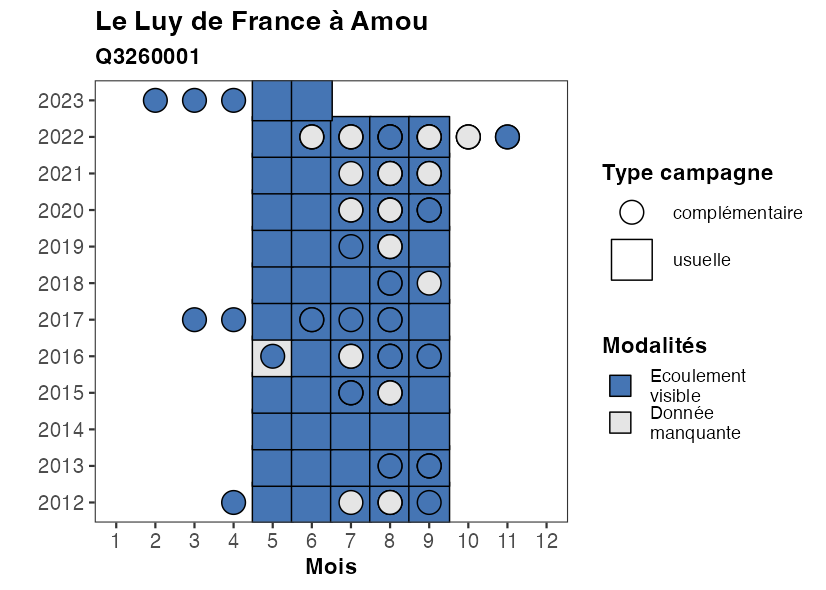 Le Luy de France à Amou
Q3260001
2023
2022
2021
2020
2019
2018
2017
2016
2015
2014
2013
2012
1 2 3 4 5 6 7 8 9 10 11 12
Mois
Type campagne
complémentaire
usuelle
Modalités
Ecoulement
visible
Donnée
manquante